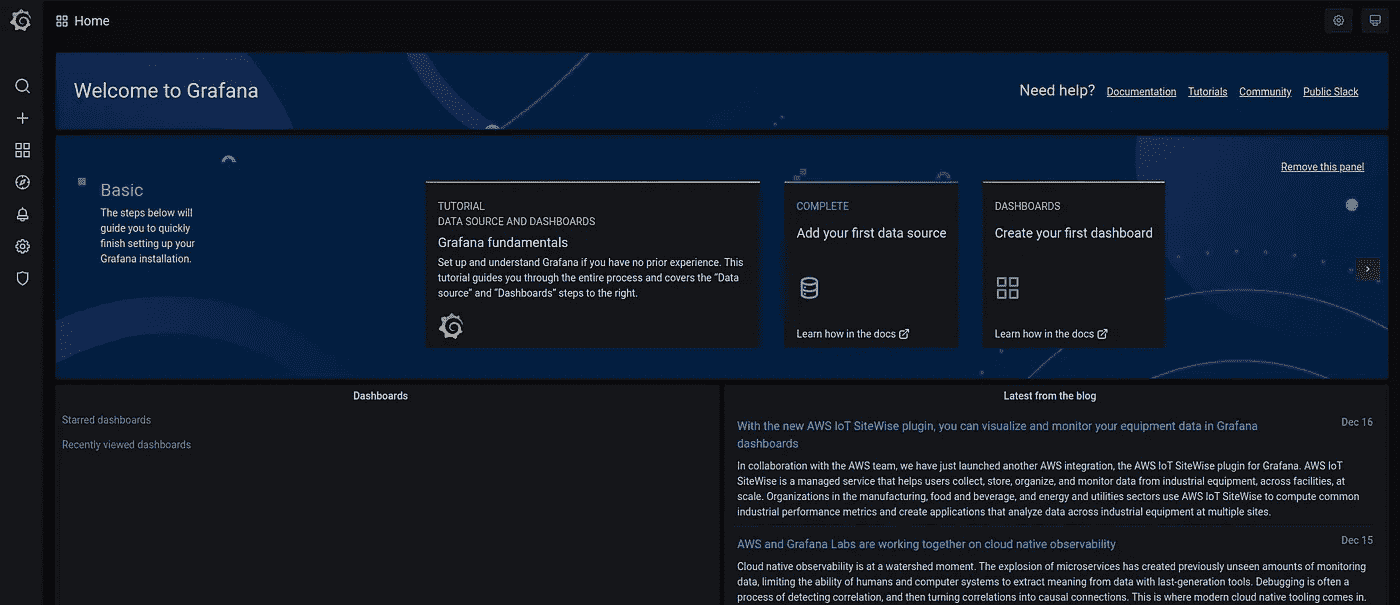 Home
Welcome to Grafana
Need help? Documentation Tutorials Community Public Slack
Remove this panel
Basic
The steps below will
guide you to quickly
finish setting up your
Grafana installation.
TUTORIAL
DATA SOURCE AND DASHBOARDS
Grafana fundamentals
Set up and understand Grafana if you have no prior experience. This
tutorial guides you through the entire process and covers the “Data
source” and “Dashboards” steps to the right.
COMPLETE
Add your first data source
Learn how in the docs
DASHBOARDS
Create your first dashboard
Learn how in the docs
Dashboards
Starred dashboards
Recently viewed dashboards
Latest from the blog
With the new AWS IoT SiteWise plugin, you can visualize and monitor your equipment data in Grafana
dashboards
Dec 16
In collaboration with the AWS team, we have just launched another AWS integration, the AWS IoT SiteWise plugin for Grafana. AWS IoT
SiteWise is a managed service that helps users collect, store, organize, and monitor data from industrial equipment, across facilities, at
scale. Organizations in the manufacturing, food and beverage, and energy and utilities sectors use AWS IoT SiteWise to compute common
industrial performance metrics and create applications that analyze data across industrial equipment at multiple sites.
AWS and Grafana Labs are working together on cloud native observability
Dec 15
Cloud native observability is at a watershed moment. The explosion of microservices has created previously unseen amounts of monitoring
data, limiting the ability of humans and computer systems to extract meaning from data with last-generation tools. Debugging is often a
process of detecting correlation, and then turning correlations into causal connections. This is where modern cloud native tooling comes in.